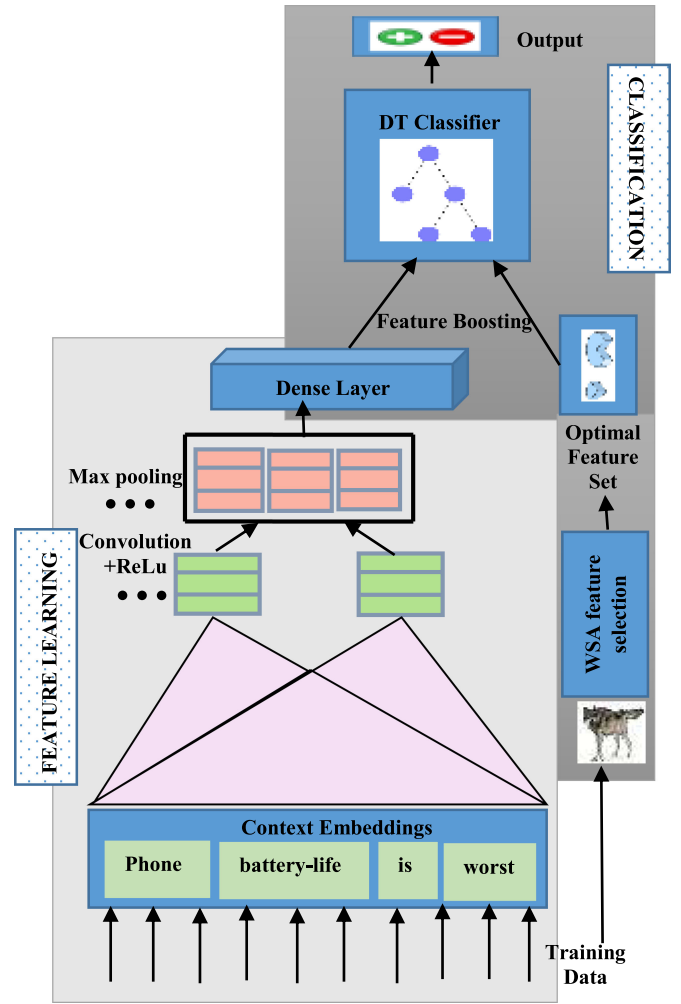 Output
CLASSIFICATION
DT Classifier
Feature Boosting
Dense Layer
Optimal
Feature
Set
Max pooling
Convolution
+ReLu
FEATURE LEARNING
WSA feature
selection
Context Embeddings
Phone
battery-life
is
worst
Training
Data